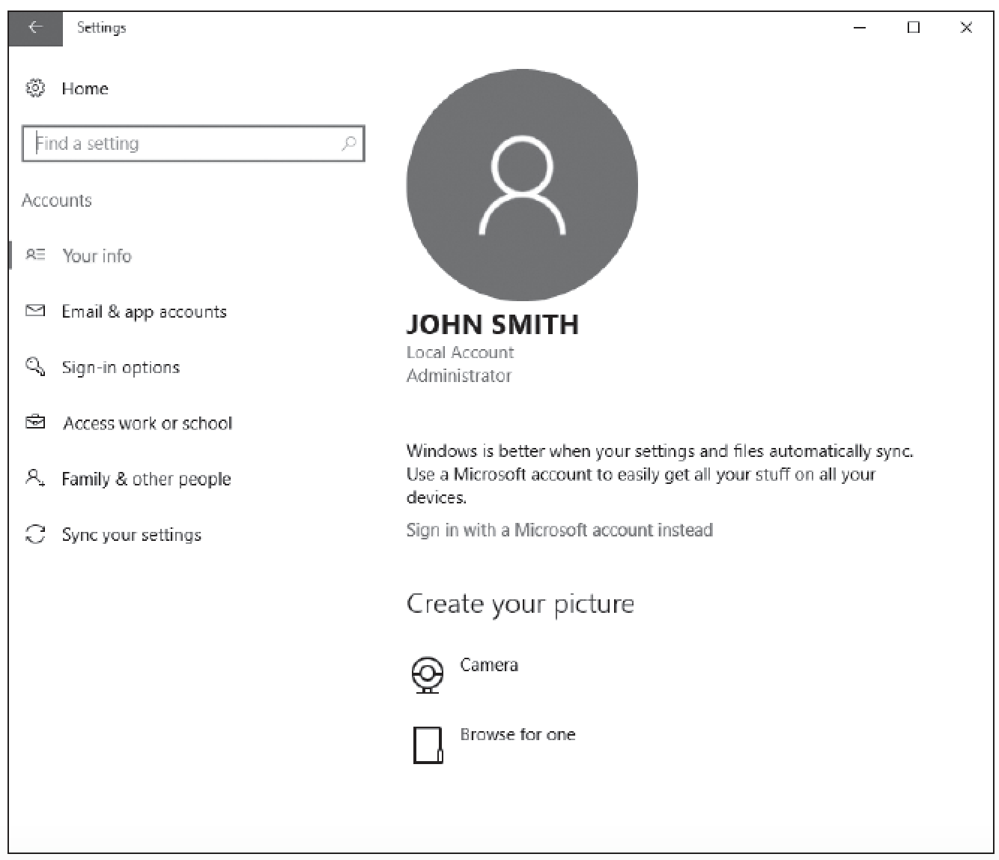 Settings
Home
Find a setting
Accounts
Your info
Email & app accounts
Sign-in options
Access work or school
Family & other people
Sync your settings
JOHN SMITH
Local Account
Administrator
Windows is better when your settings and files automatically sync.
Use a Microsoft account to easily get all your stuff on all your
devices.
Sign in with a Microsoft account instead
Create your picture
Camera
Browse for one